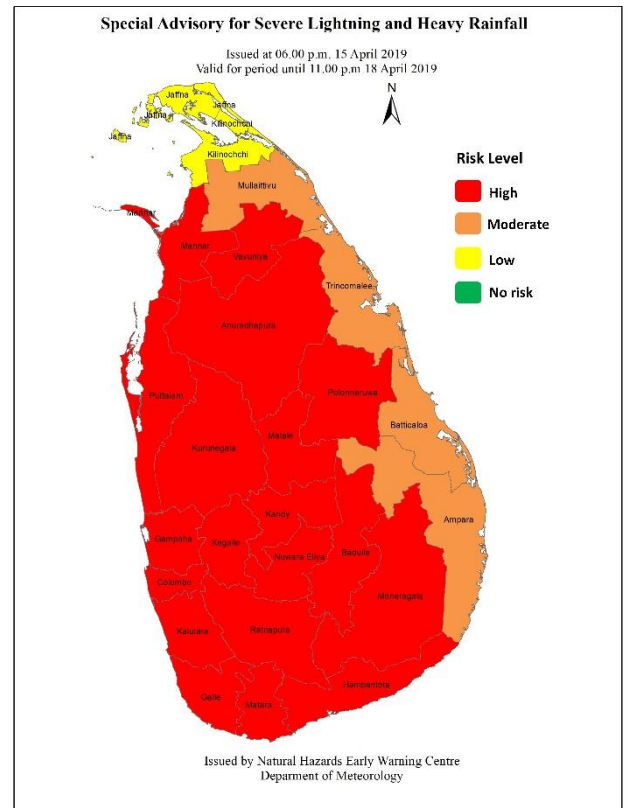 Special Advisory for Severe Lightning and Heavy Rainfall
Issued at 06.00 p.m. 15 April 2019
Valid for period until 11.00 p.m 18 April 2019
N
Jaffna
Jaffna
Jaffna
Jaffna
Kilinochchi
Kilinochchi
Mullaittivu
Mannar
Mannar
Vavuniya
Trincomalee
Anuradhapura
Polonnaruwa
Puttalam
Batticaloa
Kurunegala
Matale
Kandy
Ampara
Gampaha
Kegalle
Nuwara Eliya
Badulla
Colombo
Moneragala
Kalutara
Ratnapura
Hambantota
Galle
Matara
Risk Level
High
Moderate
Low
No risk
Issued by Natural Hazards Early Warning Centre
Deparment of Meteorology